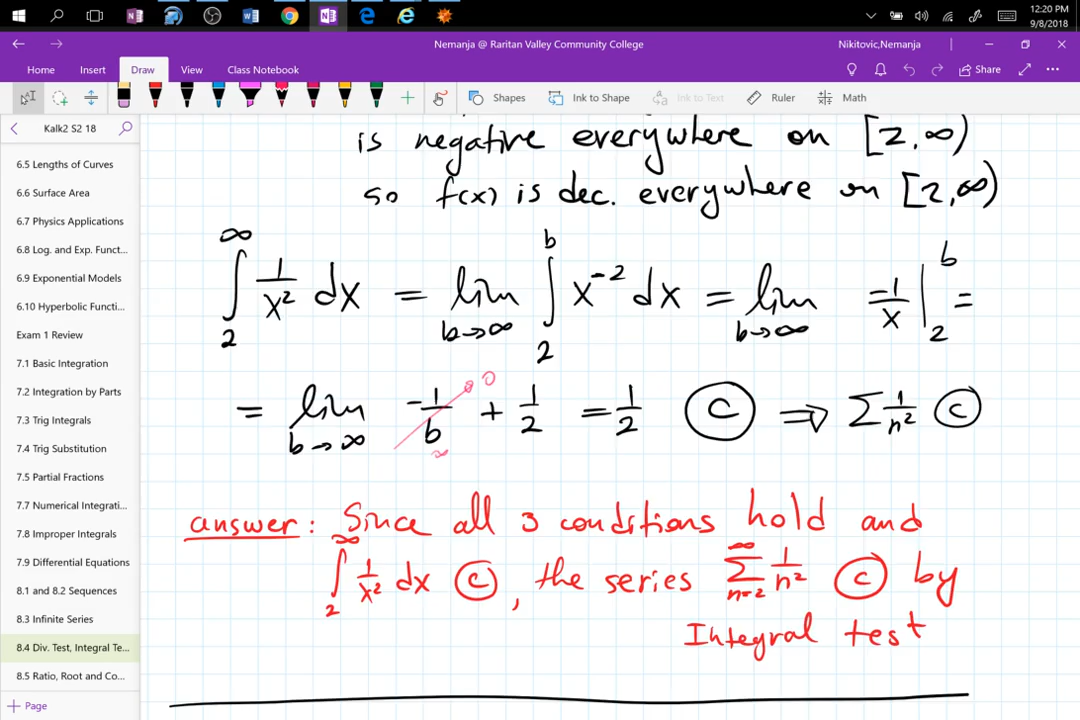 12:20 PM
9/8/2018
Nemanja @ Raritan Valley Community College
Nikitovic,Nemanja
Home Insert Draw View Class Notebook
Share
Shapes Ink to Shape Ink to Text Ruler Math
Kalk2 S2 18
6.5 Lengths of Curves
6.6 Surface Area
6.7 Physics Applications
6.8 Log. and Exp. Funct...
6.9 Exponential Models
6.10 Hyperbolic Functi...
Exam 1 Review
7.1 Basic Integration
7.2 Integration by Parts
7.3 Trig Integrals
7.4 Trig Substitution
7.5 Partial Fractions
7.7 Numerical Integrati...
7.8 Improper Integrals
7.9 Differential Equations
8.1 and 8.2 Sequences
8.3 Infinite Series
8.4 Div. Test, Integral Te...
8.5 Ratio, Root and Co...
+ Page
is negative everywhere on [2,∞)
so f(x) is dec. everywhere on [2,∞)
∫₂^∞ 1/x² dx = lim b→∞ ∫₂^b x⁻² dx = lim b→∞ -1/x |₂^b =
= lim b→∞ -1/b ∞ 0 + 1/2 = 1/2 C ⇒ Σ 1/n² C
answer: Since all 3 conditions hold and
∫₂^∞ 1/x² dx C, the series Σ n=2 ∞ 1/n² C by
Integral test